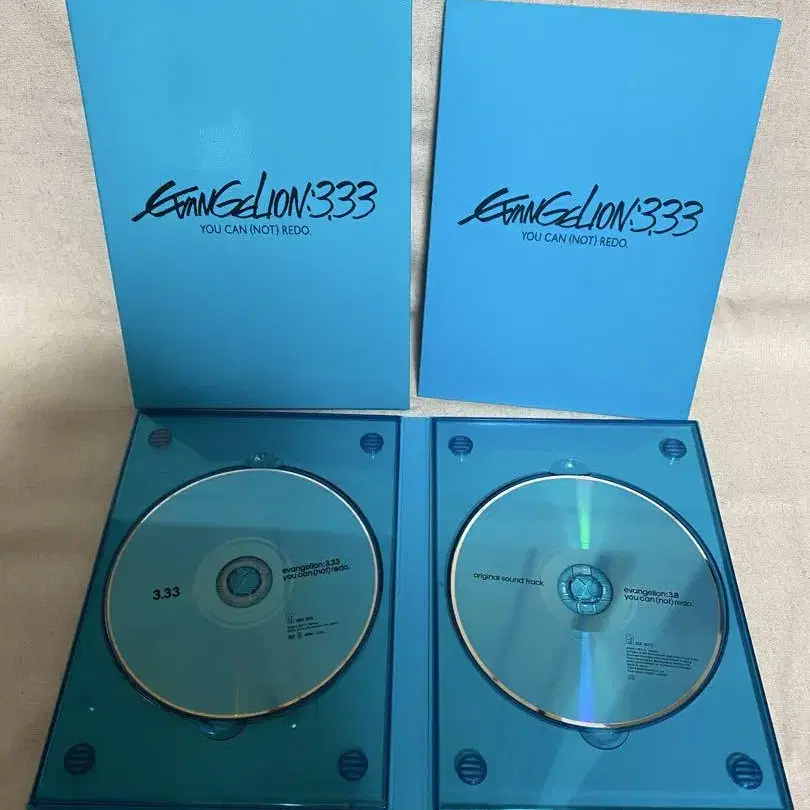 EVANGELION:3.33
YOU CAN (NOT) REDO.
EVANGELION:3.33
YOU CAN (NOT) REDO.
3.33
evangelion:3.33
you can (not) redo.
original sound track
evangelion:3.0
you can (not) redo.